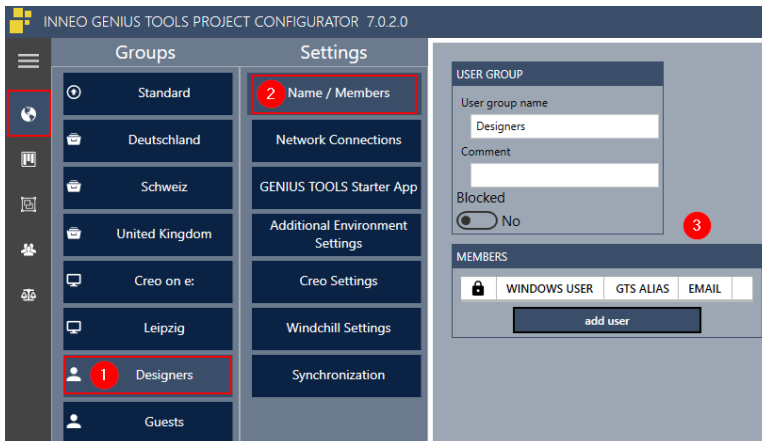 INNEO GENIUS TOOLS PROJECT CONFIGURATOR 7.0.2.0
Groups
Standard
Deutschland
Schweiz
United Kingdom
Creo on e:
Leipzig
1 Designers
Guests
Settings
2 Name / Members
Network Connections
GENIUS TOOLS Starter App
Additional Environment
Settings
Creo Settings
Windchill Settings
Synchronization
USER GROUP
User group name
Designers
Comment
Blocked
No
3
MEMBERS
WINDOWS USER GTS ALIAS EMAIL
add user